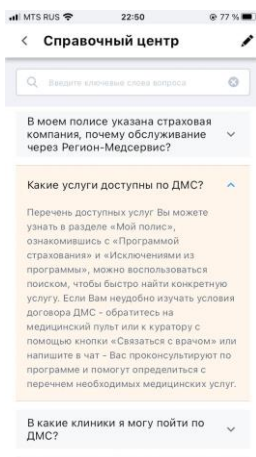 MTS RUS 22:50 77 %
Справочный центр
Введите ключевые слова вопроса
В моем полисе указана страховая
компания, почему обслуживание
через Регион-Медсервис?
Какие услуги доступны по ДМС?
Перечень доступных услуг Вы можете
узнать в разделе «Мой полис»,
ознакомившись с «Программой
страхования» и «Исключениями из
программы», можно воспользоваться
поиском, чтобы быстро найти конкретную
услугу. Если Вам неудобно изучать условия
договора ДМС - обратитесь на
медицинский пульт или к куратору с
помощью кнопки «Связаться с врачом» или
напишите в чат - Вас проконсультируют по
программе и помогут определиться с
перечнем необходимых медицинских услуг.
В какие клиники я могу пойти по
ДМС?